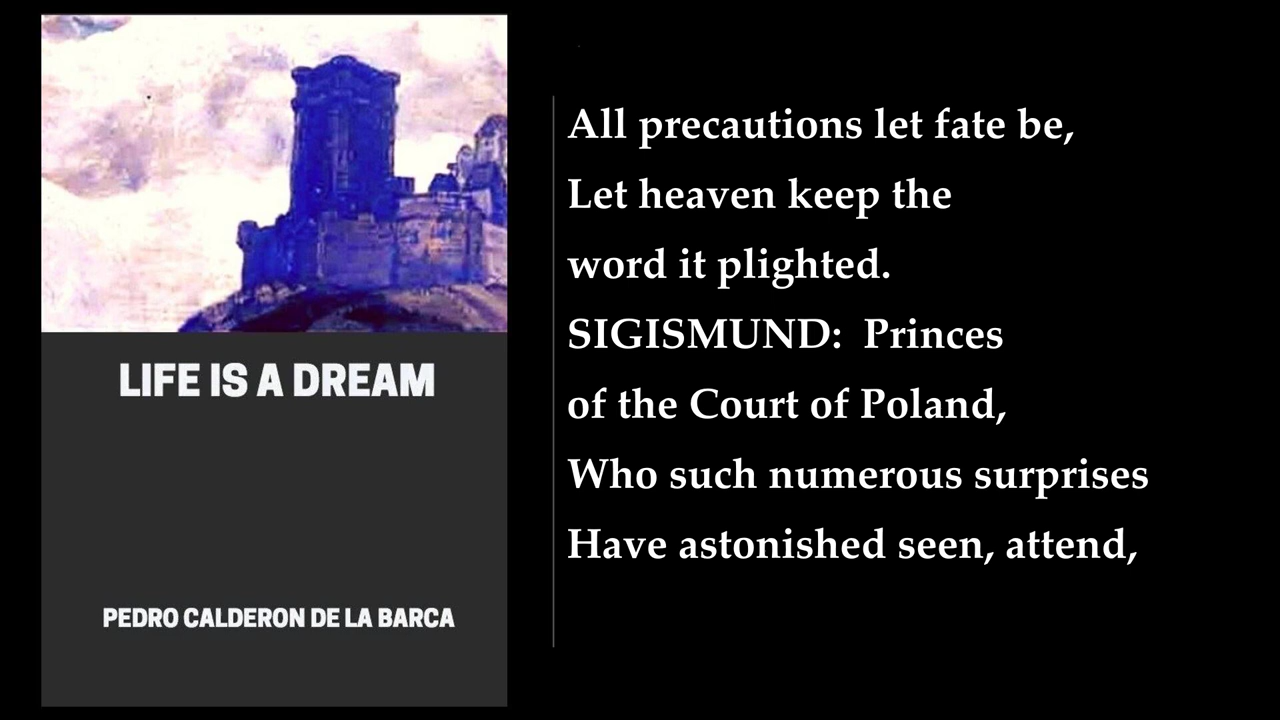 LIFE IS A DREAM
PEDRO CALDERON DE LA BARCA
All precautions let fate be,
Let heaven keep the
word it plighted.
SIGISMUND: Princes
of the Court of Poland,
Who such numerous surprises
Have astonished seen, attend,